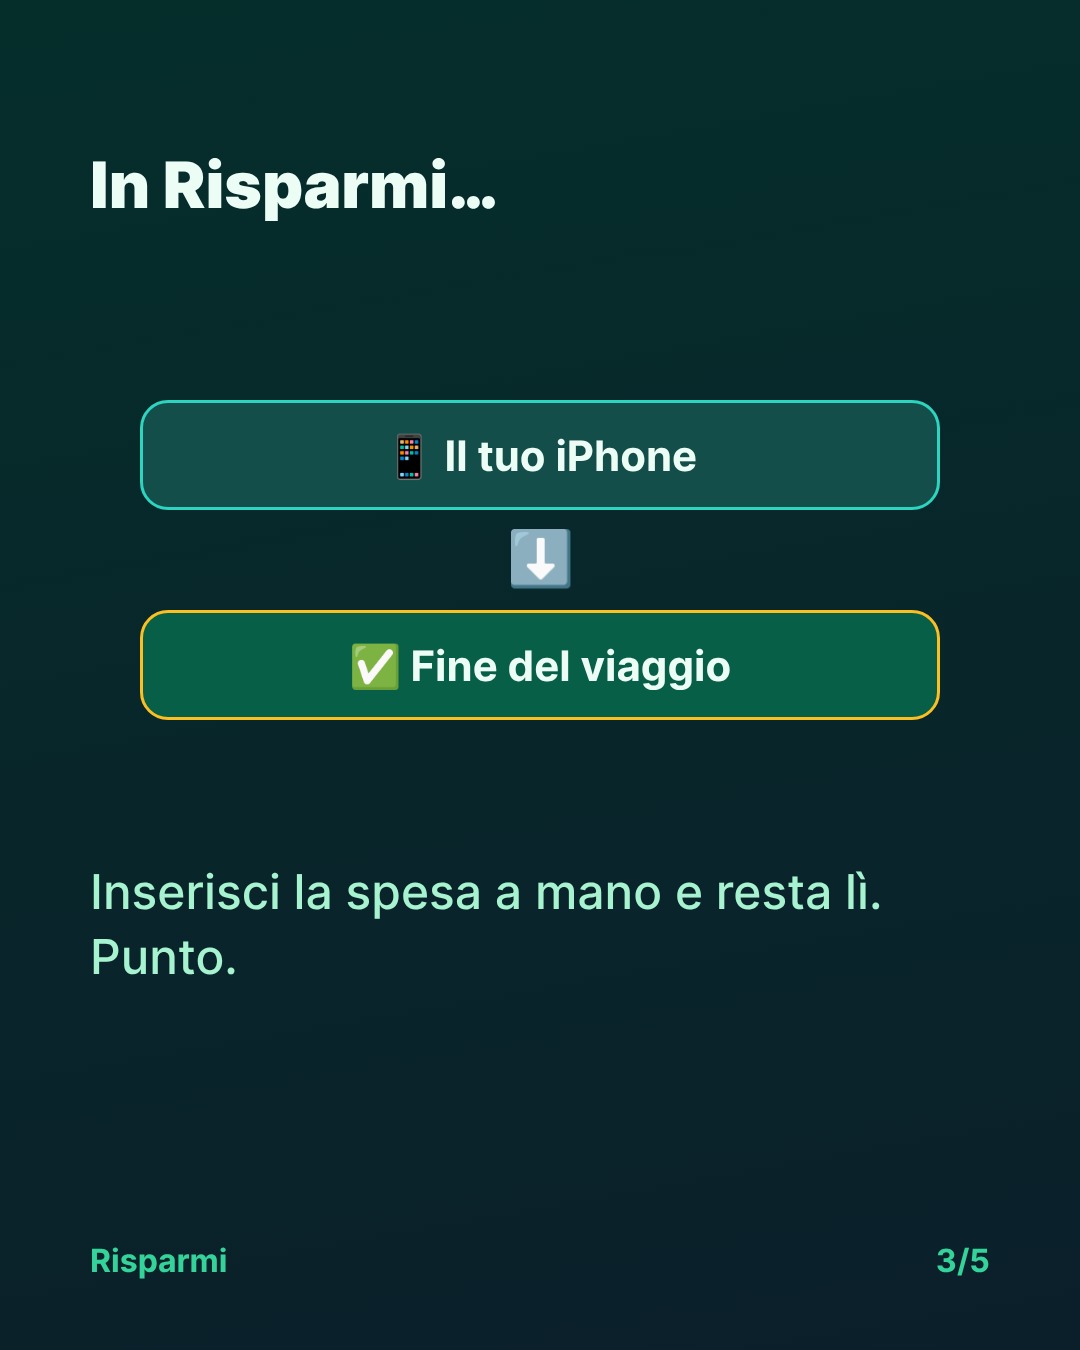 In Risparmi…
📱 Il tuo iPhone
⬇️
✅ Fine del viaggio
Inserisci la spesa a mano e resta lì.
Punto.
Risparmi
3/5